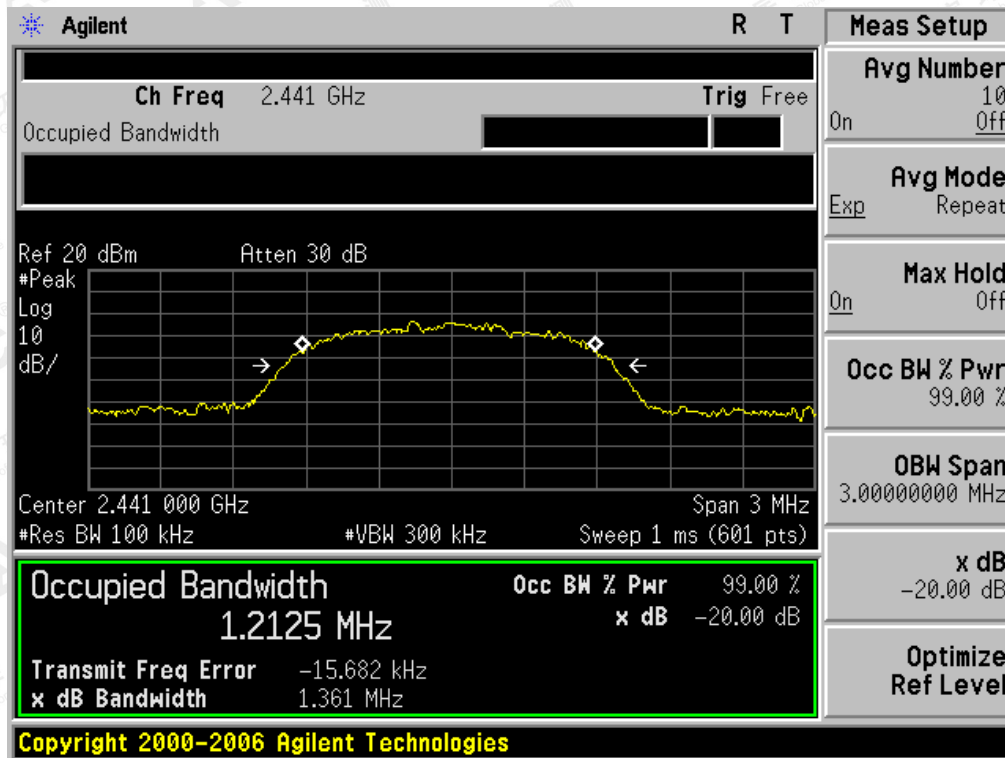 Agilent R T Meas Setup
Ch Freq 2.441 GHz Trig Free
Occupied Bandwidth
Avg Number
10
On Off
Avg Mode
Exp Repeat
Max Hold
On Off
Occ BW % Pwr
99.00 %
OBW Span
3.00000000 MHz
x dB
-20.00 dB
Optimize
Ref Level
Ref 20 dBm Atten 30 dB
#Peak
Log
10
dB/
Center 2.441 000 GHz Span 3 MHz
#Res BW 100 kHz #VBW 300 kHz Sweep 1 ms (601 pts)
Occupied Bandwidth Occ BW % Pwr 99.00 %
1.2125 MHz x dB -20.00 dB
Transmit Freq Error -15.682 kHz
x dB Bandwidth 1.361 MHz
Copyright 2000-2006 Agilent Technologies